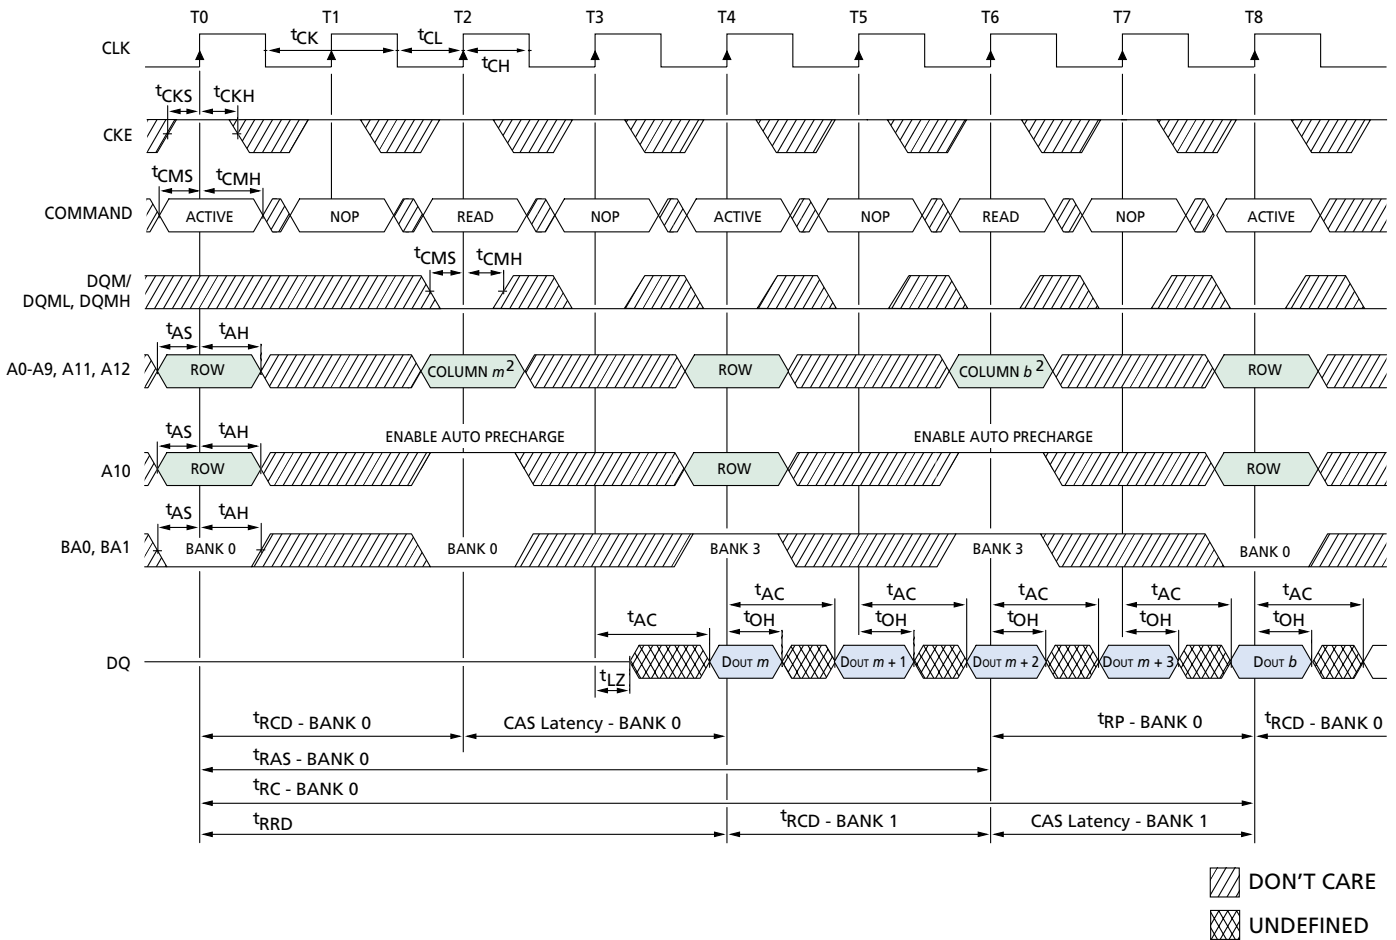 T0 T1 T2 T3 T4 T5 T6 T7 T8
CLK tCK tCL tCH
tCKS tCKH
CKE
tCMS tCMH
COMMAND ACTIVE NOP READ NOP ACTIVE NOP READ NOP ACTIVE
tCMS tCMH
DQM/
DQML, DQMH
tAS tAH
A0-A9, A11, A12 ROW COLUMN m2 ROW COLUMN b 2 ROW
tAS tAH ENABLE AUTO PRECHARGE ENABLE AUTO PRECHARGE
A10 ROW ROW ROW
tAS tAH
BA0, BA1 BANK 0 BANK 0 BANK 3 BANK 3 BANK 0
tAC tAC tAC tAC tAC tAC
tOH tOH tOH tOH tOH
DQ DOUT m DOUT m + 1 DOUT m + 2 DOUT m + 3 DOUT b
tLZ
tRCD - BANK 0 CAS Latency - BANK 0 tRP - BANK 0 tRCD - BANK 0
tRAS - BANK 0
tRC - BANK 0
tRRD tRCD - BANK 1 CAS Latency - BANK 1
DON'T CARE
UNDEFINED